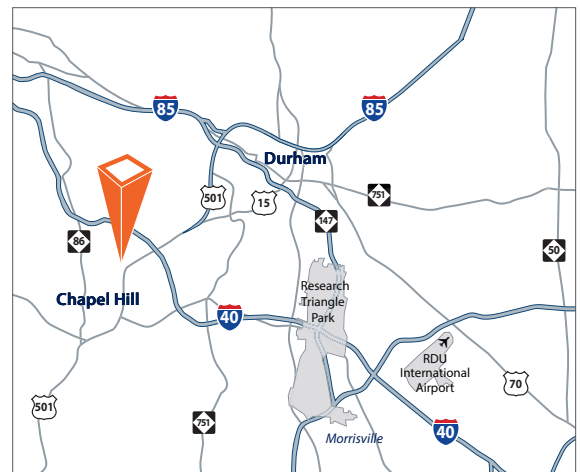 85
85
Durham
501
15
751
147
86
50
Chapel Hill
Research
Triangle
Park
40
RDU
International
Airport
70
501
751
Morrisville
40